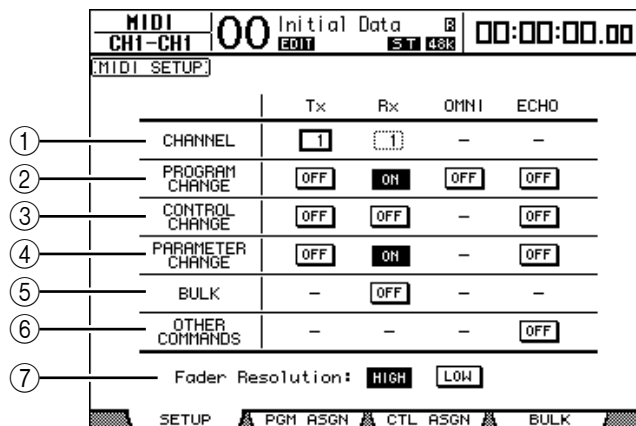 MIDI
CH1-CH1
00
Initial Data
EDIT
ST
48k
00:00:00.00
MIDI SETUP
Tx Rx OMNI ECHO
1 CHANNEL 1 1 – –
2 PROGRAM CHANGE OFF ON OFF OFF
3 CONTROL CHANGE OFF OFF – OFF
4 PARAMETER CHANGE OFF ON – OFF
5 BULK – OFF – –
6 OTHER COMMANDS – – – OFF
7 Fader Resolution: HIGH LOW
SETUP PGM ASGN CTL ASGN BULK